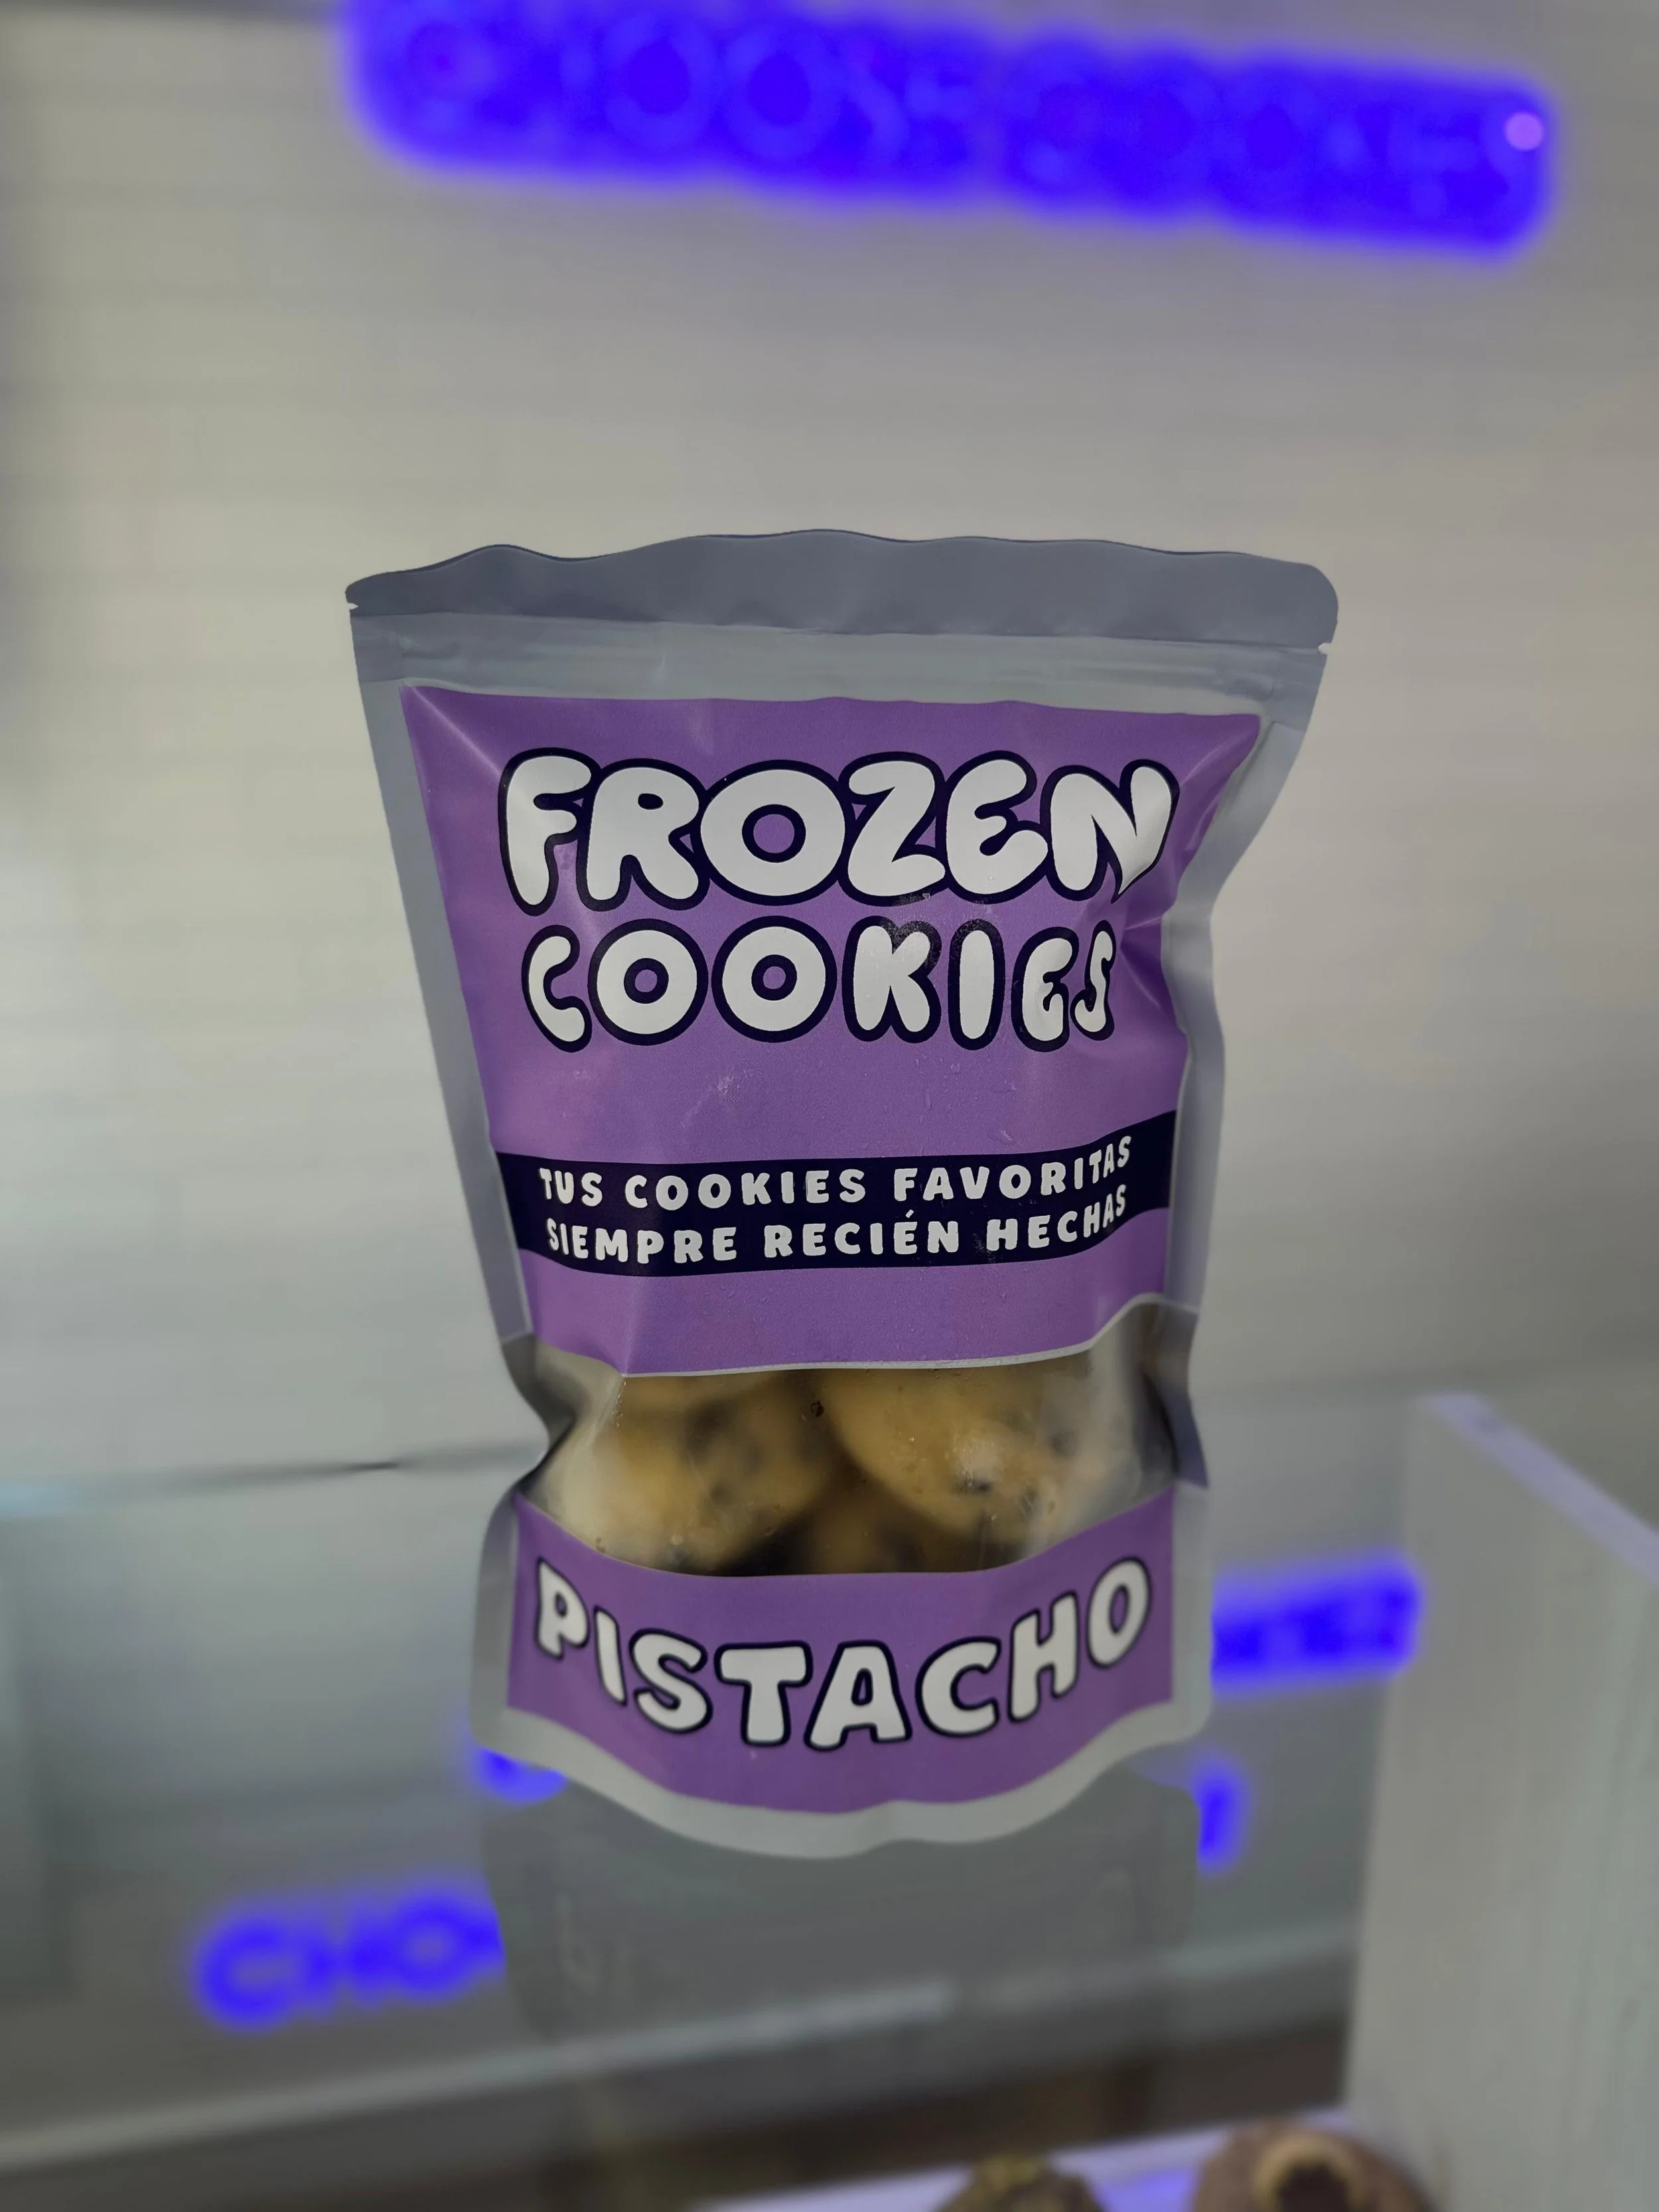 FROZEN
COOKIES
TUS COOKIES FAVORITAS
SIEMPRE RECIÉN HECHAS
PISTACHO